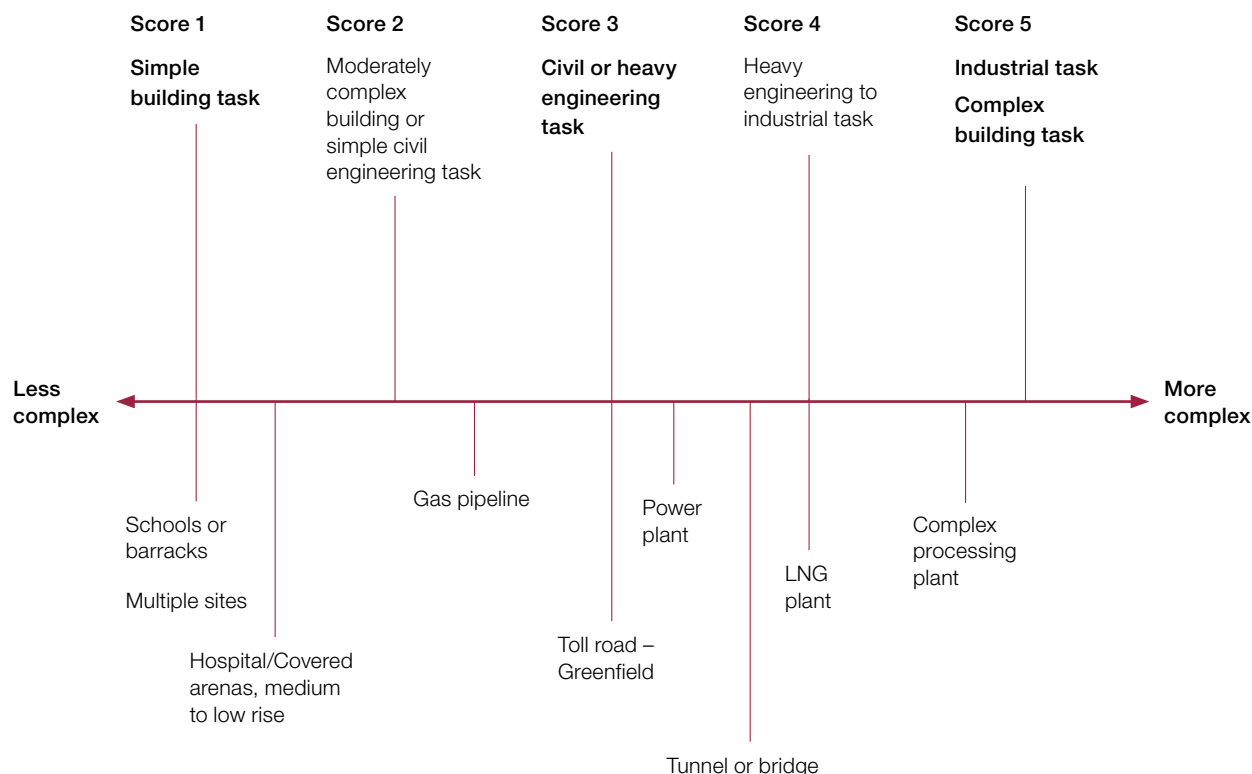 Score 1
Simple
building task
Score 2
Moderately
complex
building or
simple civil
engineering task
Score 3
Civil or heavy
engineering
task
Score 4
Heavy
engineering to
industrial task
Score 5
Industrial task
Complex
building task
Less
complex
More
complex
Schools or
barracks
Multiple sites
Hospital/Covered
arenas, medium
to low rise
Gas pipeline
Toll road –
Greenfield
Power
plant
Tunnel or bridge
LNG
plant
Complex
processing
plant